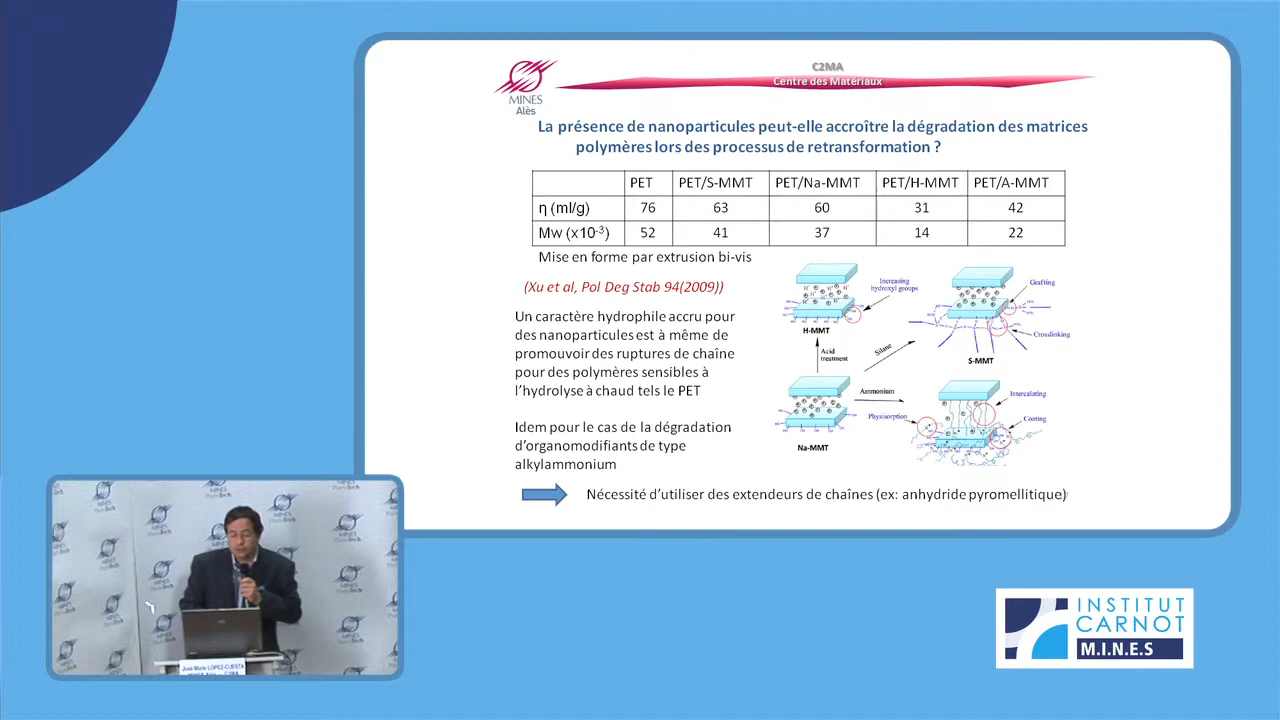 C2MA
Centre des Matériaux
MINES
Alès
La présence de nanoparticules peut-elle accroître la dégradation des matrices
polymères lors des processus de retransformation ?
PET PET/S-MMT PET/Na-MMT PET/H-MMT PET/A-MMT
η (ml/g) 76 63 60 31 42
Mw (x10⁻³) 52 41 37 14 22
Mise en forme par extrusion bi-vis
(Xu et al, Pol Deg Stab 94(2009))
Un caractère hydrophile accru pour
des nanoparticules est à même de
promouvoir des ruptures de chaîne
pour des polymères sensibles à
l'hydrolyse à chaud tels le PET
Idem pour le cas de la dégradation
d'organomodifiants de type
alkylammonium
Increasing
hydroxyl groups
H-MMT
Grafting
Crosslinking
S-MMT
Acid
treatment
Silane
Ammonium
Physisorption
Intercalating
Coating
Na-MMT
Nécessité d'utiliser des extendeurs de chaînes (ex: anhydride pyromellitique)
MINES
José-Marie LOPEZ-CUESTA
INSTITUT
CARNOT
M.I.N.E.S